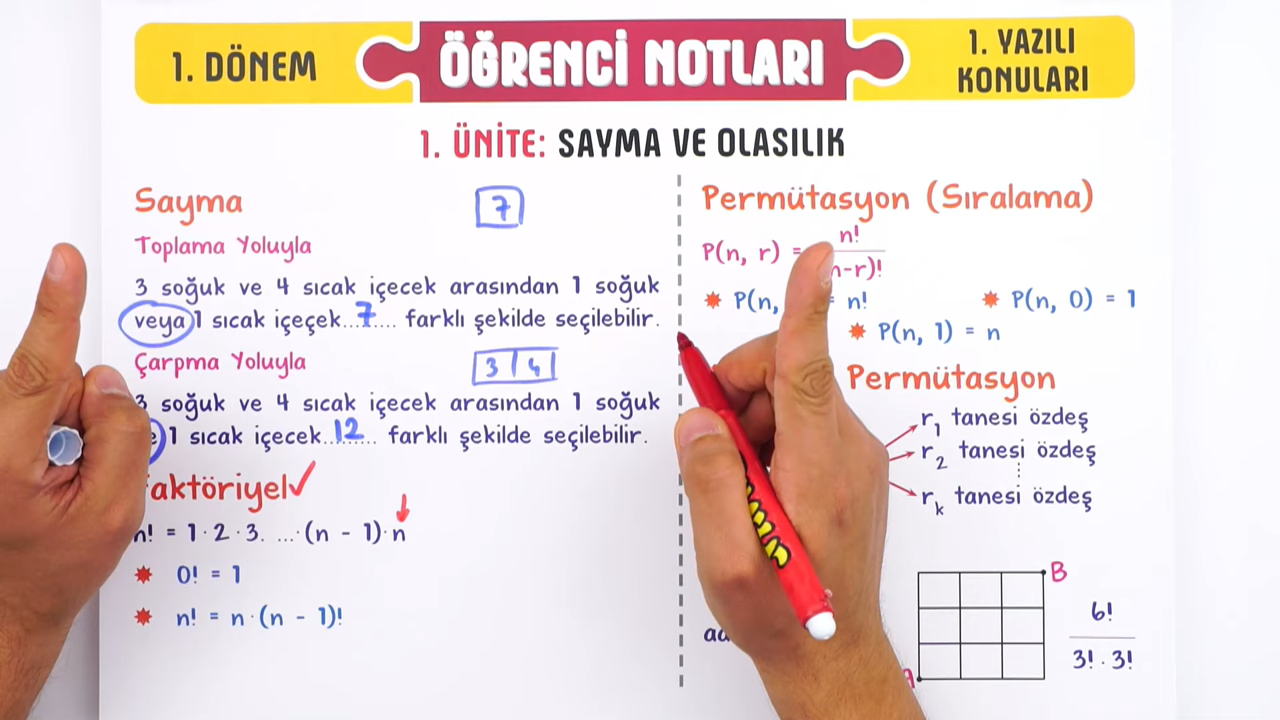 1. DÖNEM
ÖĞRENCİ NOTLARI
1. YAZILI
KONULARI
1. ÜNİTE: SAYMA VE OLASILIK
Sayma
7
Toplama Yoluyla
3 soğuk ve 4 sıcak içecek arasından 1 soğuk
veya 1 sıcak içeçek...7.... farklı şekilde seçilebilir.
Çarpma Yoluyla
3 4
3 soğuk ve 4 sıcak içecek arasından 1 soğuk
1 sıcak içecek...12... farklı şekilde seçilebilir.
aktöriyel ✓
n! = 1·2·3. ...·(n - 1)·n
0! = 1
n! = n·(n - 1)!
Permütasyon (Sıralama)
P(n, r) = n!
n-r)!
P(n, = n!
P(n, 0) = 1
P(n, 1) = n
Permütasyon
r₁ tanesi özdeş
r₂ tanesi özdeş
rₖ tanesi özdeş
B
6!
3! · 3!